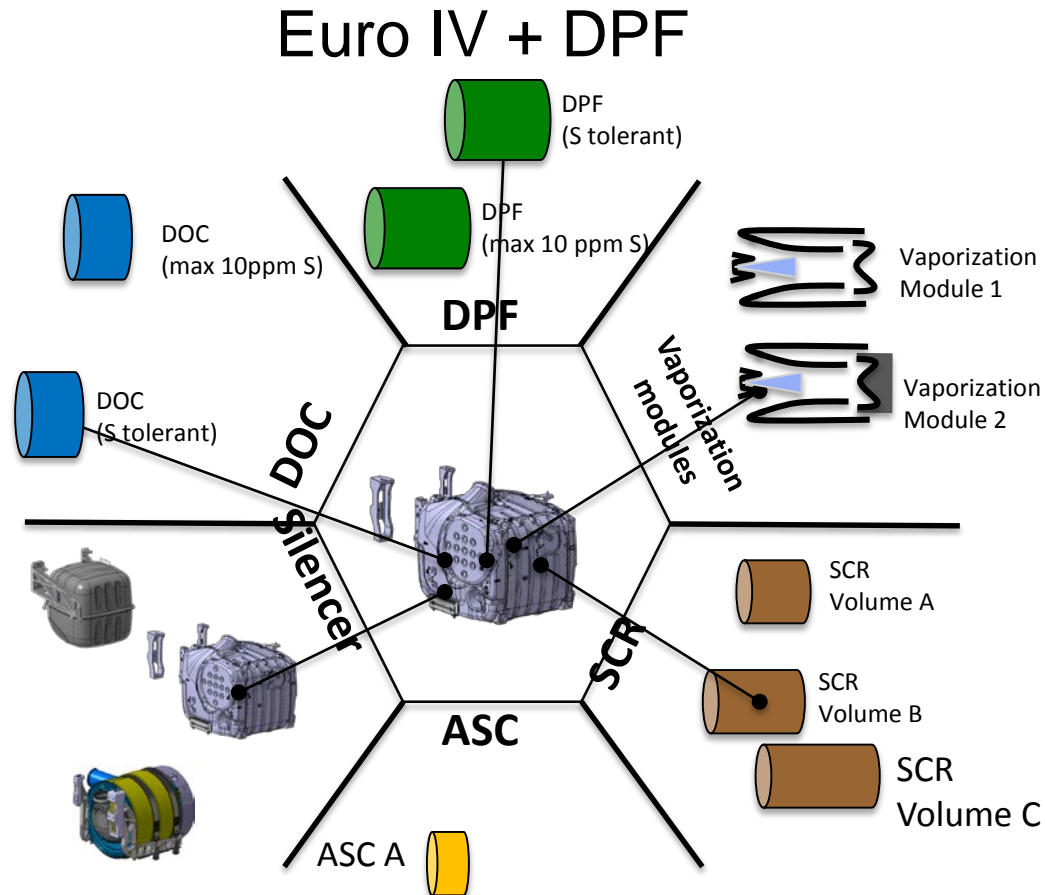 Euro IV + DPF
DPF
(S tolerant)
DPF
(max 10 ppm S)
DOC
(max 10ppm S)
Vaporization
Module 1
DPF
Vaporization
modules
Vaporization
Module 2
DOC
(S tolerant)
DOC
Silencer
SCR
Volume A
SCR
SCR
Volume B
ASC
SCR
Volume C
ASC A